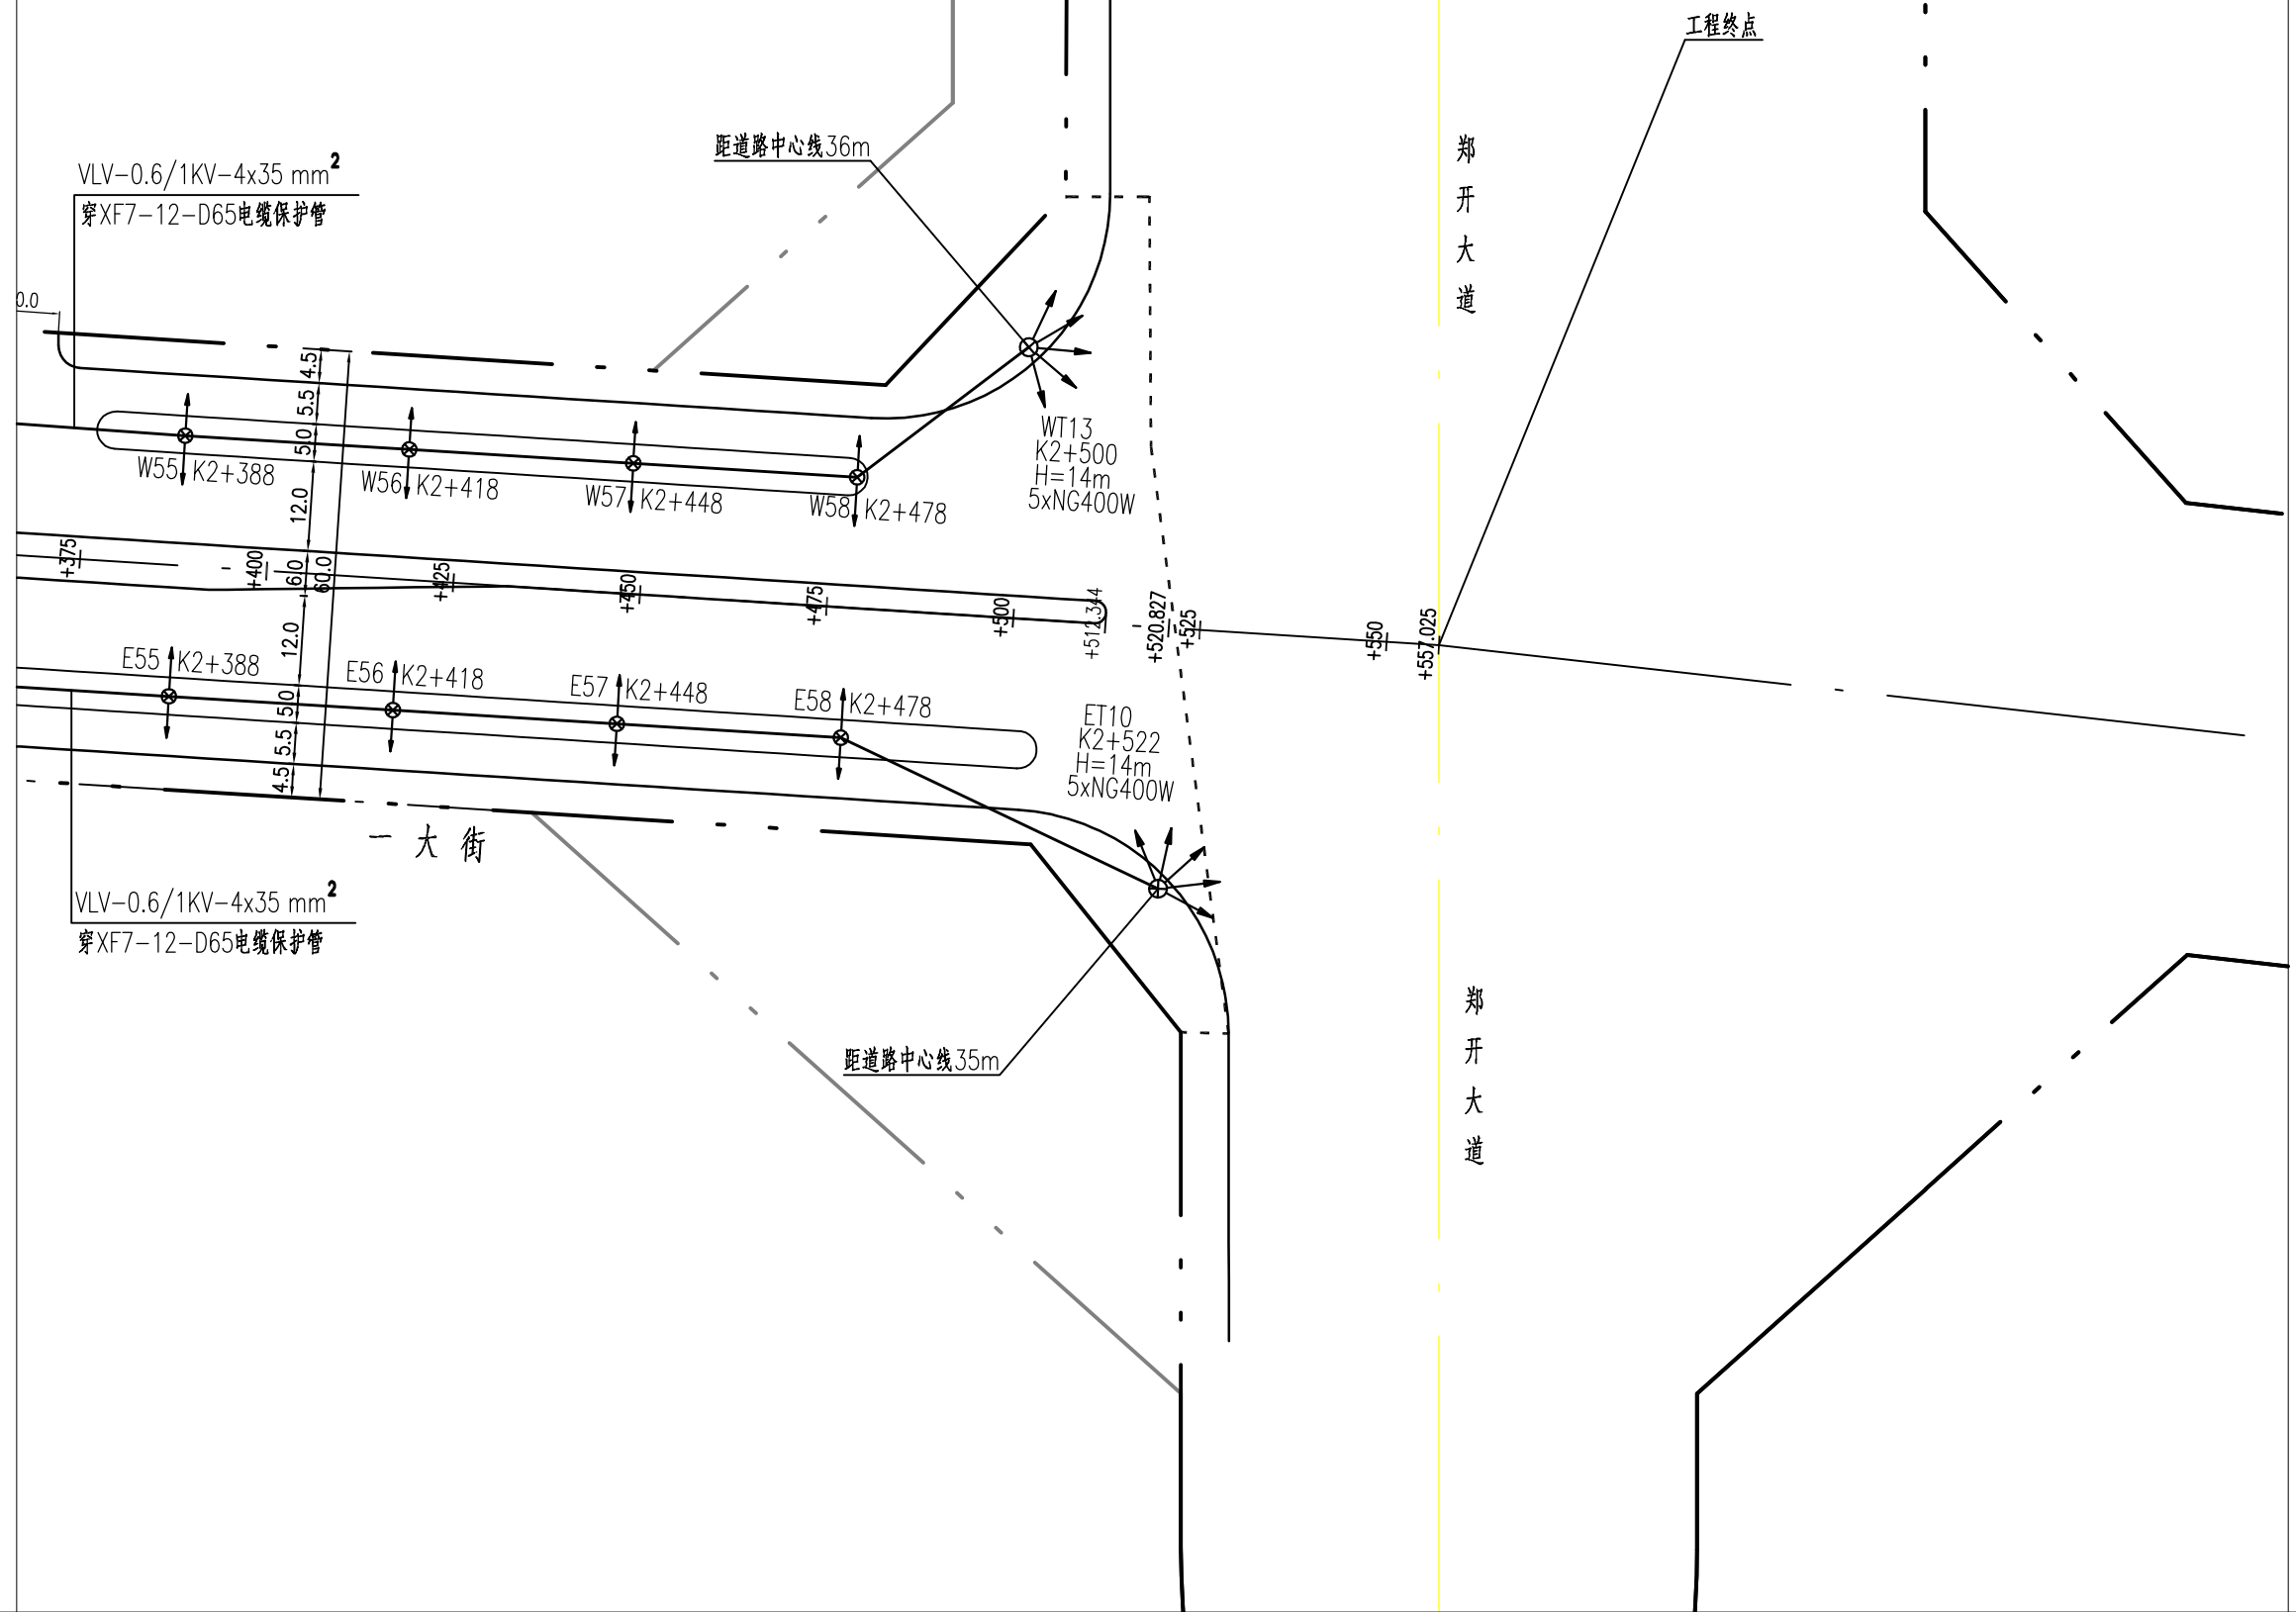 工程终点
距道路中心线36m
VLV-0.6/1KV-4x35 mm²
穿XF7-12-D65电缆保护管
郑开大道
0.0
4.5
5.5
5.0
12.0
6.0
60.0
12.0
5.0
5.5
4.5
WT13
K2+500
H=14m
5xNG400W
W55 K2+388
W56 K2+418
W57 K2+448
W58 K2+478
+375
+400
+425
+450
+475
+500
+512.344
+520.827
+525
+550
+557.025
E55 K2+388
E56 K2+418
E57 K2+448
E58 K2+478
ET10
K2+522
H=14m
5xNG400W
一大街
VLV-0.6/1KV-4x35 mm²
穿XF7-12-D65电缆保护管
距道路中心线35m
郑开大道